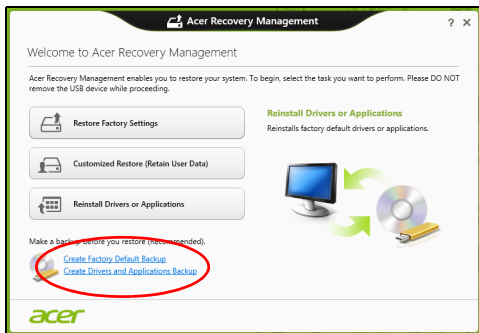 Acer Recovery Management
? ×
Welcome to Acer Recovery Management
Acer Recovery Management enables you to restore your system. To begin, select the task you want to perform. Please DO NOT
remove the USB device while proceeding.
Restore Factory Settings
Customized Restore (Retain User Data)
Reinstall Drivers or Applications
Reinstall Drivers or Applications
Reinstalls factory default drivers or applications.
Make a backup before you restore (Recommended).
Create Factory Default Backup
Create Drivers and Applications Backup
acer